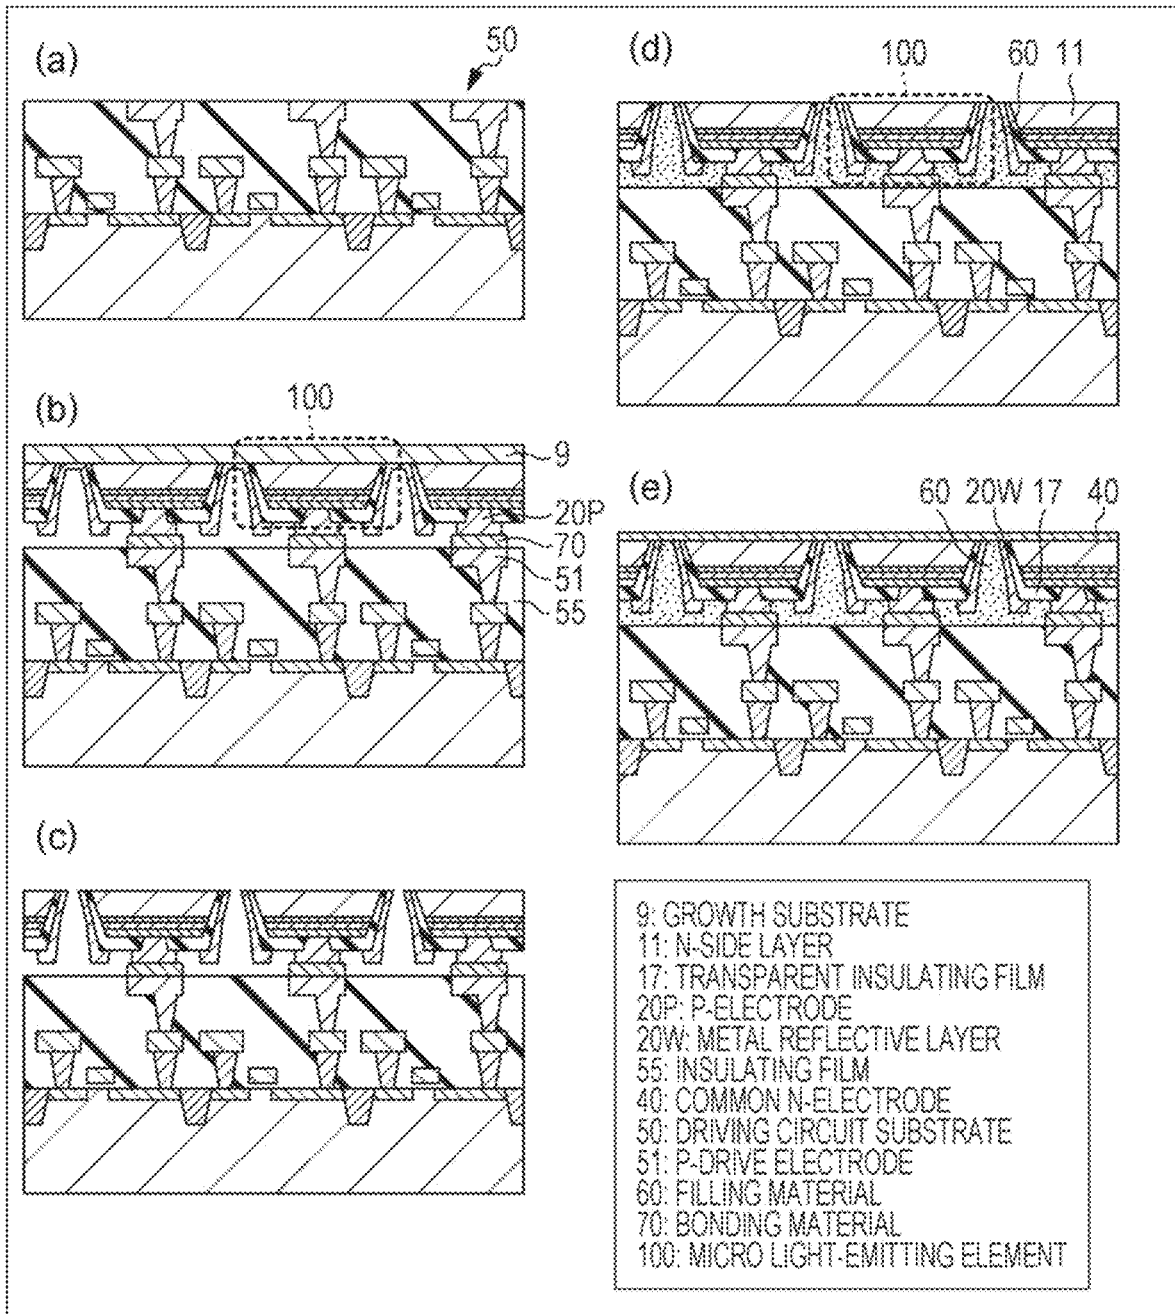 (a)
50
(b)
100
9
20P
70
51
55
(c)
(d)
100
60
11
(e)
60
20W
17
40
9: GROWTH SUBSTRATE
11: N-SIDE LAYER
17: TRANSPARENT INSULATING FILM
20P: P-ELECTRODE
20W: METAL REFLECTIVE LAYER
55: INSULATING FILM
40: COMMON N-ELECTRODE
50: DRIVING CIRCUIT SUBSTRATE
51: P-DRIVE ELECTRODE
60: FILLING MATERIAL
70: BONDING MATERIAL
100: MICRO LIGHT-EMITTING ELEMENT